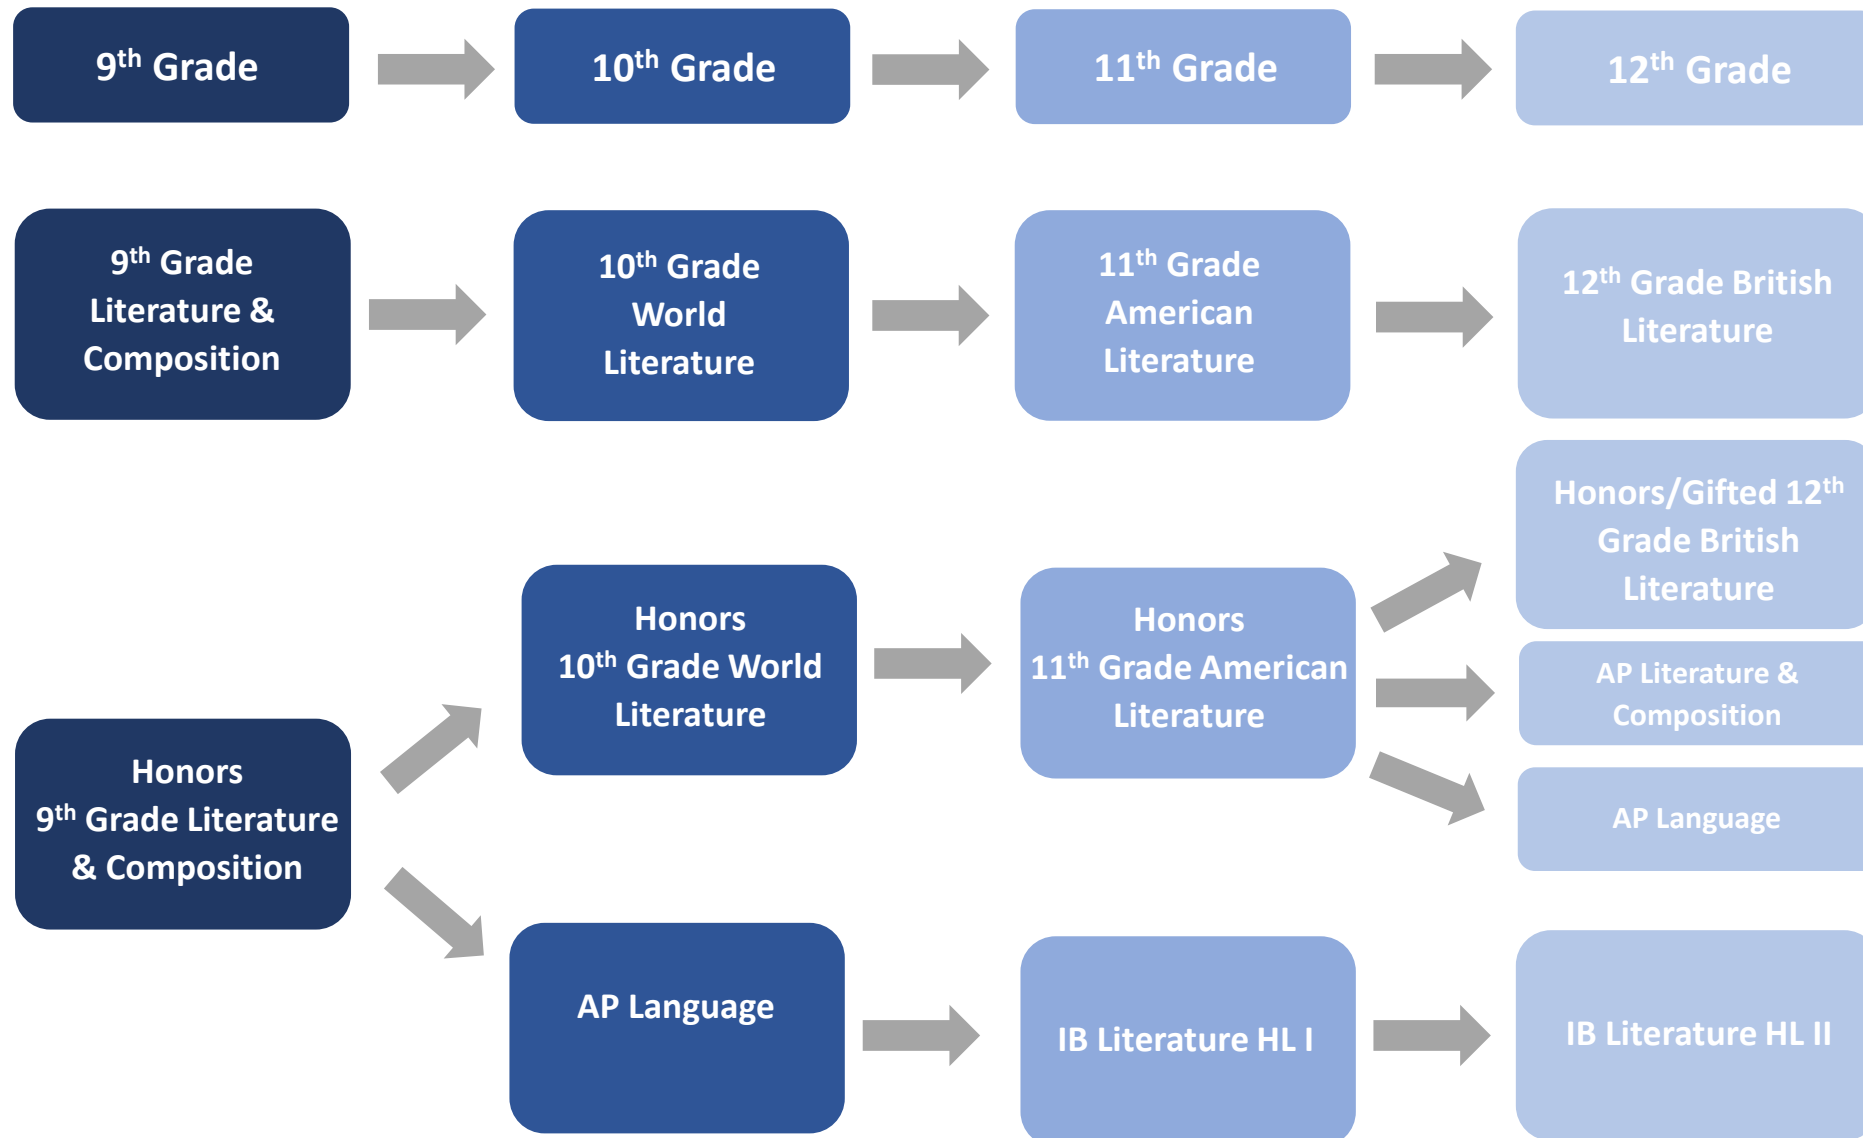 9th Grade
10th Grade
11th Grade
12th Grade
9th Grade
Literature &
Composition
10th Grade
World
Literature
11th Grade
American
Literature
12th Grade British
Literature
Honors
9th Grade Literature
& Composition
Honors
10th Grade World
Literature
Honors
11th Grade American
Literature
Honors/Gifted 12th
Grade British
Literature
AP Literature &
Composition
AP Language
AP Language
IB Literature HL I
IB Literature HL II